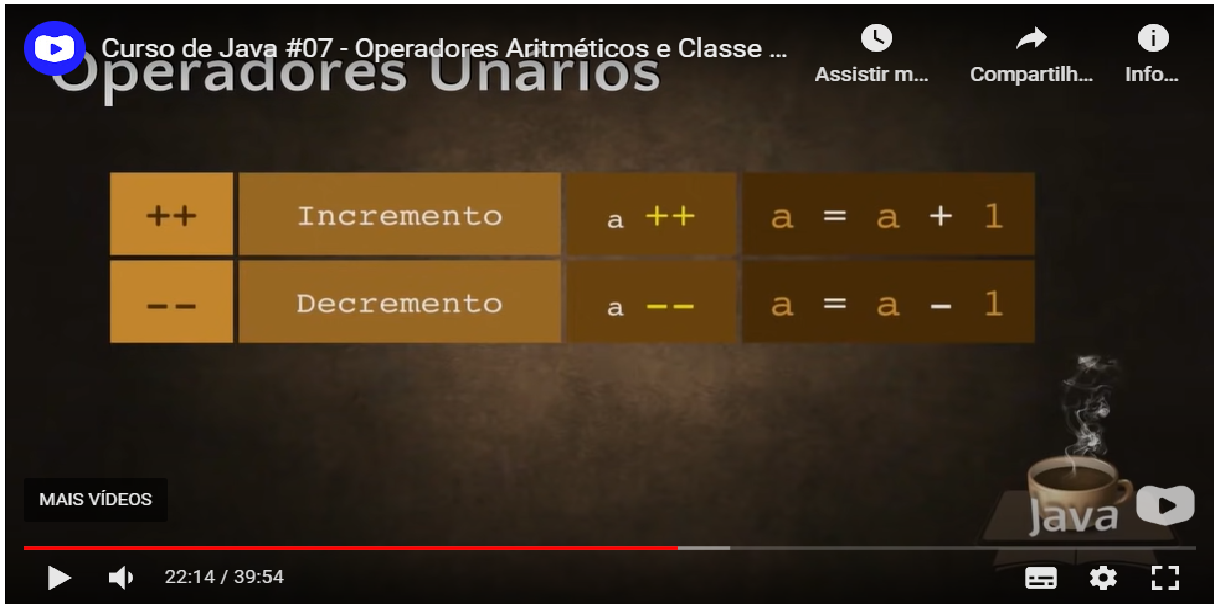 Curso de Java #07 - Operadores Aritméticos e Classe ...
Assistir m...
Compartilh...
Info...
Operadores Unários
++ Incremento a ++ a = a + 1
-- Decremento a -- a = a - 1
MAIS VÍDEOS
Java
22:14 / 39:54